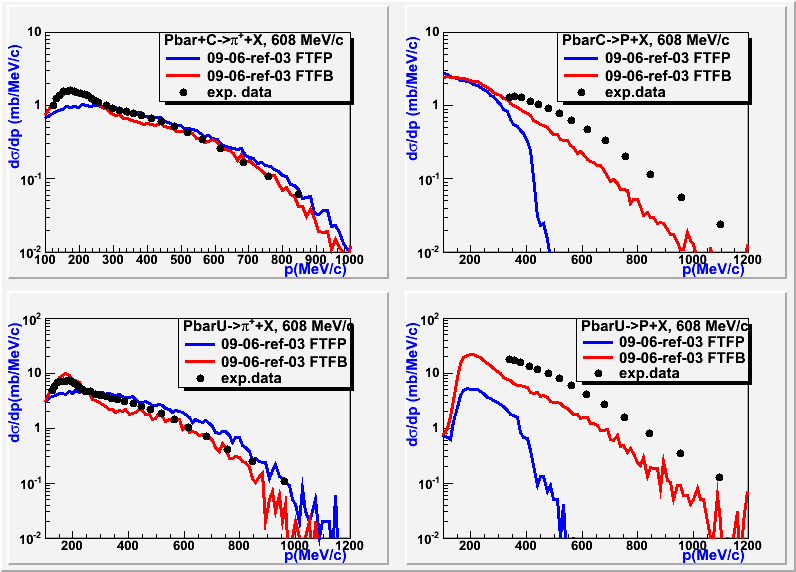 Pbar+C->π⁺+X, 608 MeV/c
09-06-ref-03 FTFP
09-06-ref-03 FTFB
exp. data
dσ/dp (mb/MeV/c)
10
1
10⁻¹
10⁻²
100 200 300 400 500 600 700 800 900 1000
p(MeV/c)
PbarC->P+X, 608 MeV/c
09-06-ref-03 FTFP
09-06-ref-03 FTFB
exp.data
dσ/dp (mb/MeV/c)
10
1
10⁻¹
10⁻²
200 400 600 800 1000 1200
p(MeV/c)
PbarU->π⁺+X, 608 MeV/c
09-06-ref-03 FTFP
09-06-ref-03 FTFB
exp.data
dσ/dp(mb/MeV/c)
10²
10
1
10⁻¹
10⁻²
200 400 600 800 1000 1200
p(MeV/c)
PbarU->P+X, 608 MeV/c
09-06-ref-03 FTFP
09-06-ref-03 FTFB
exp.data
dσ/dp (mb/MeV/c)
10²
10
1
10⁻¹
10⁻²
200 400 600 800 1000 1200
p(MeV/c)